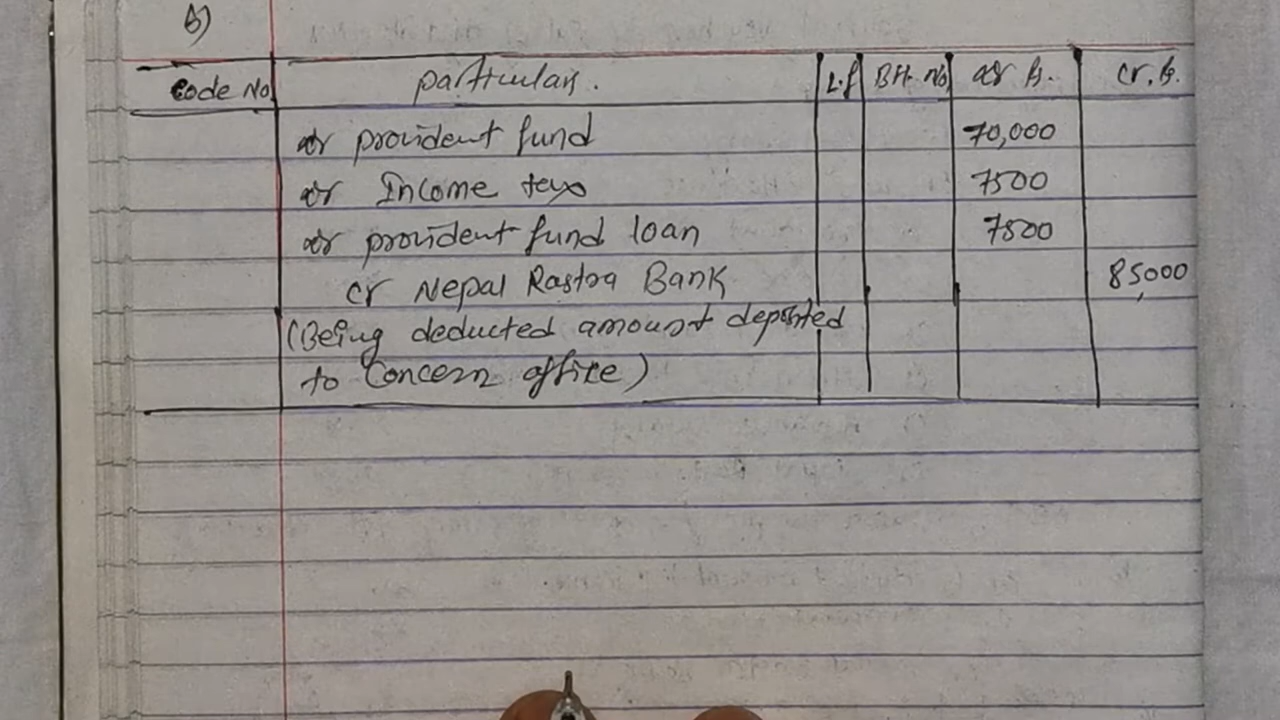 b)
Code No particulars. L.f BH. No dr Rs. cr. Rs.
dr provident fund 70,000
dr Income tax 7500
dr provident fund loan 7500
cr Nepal Rastra Bank 85000
(Being deducted amount deposited
to Concern office)